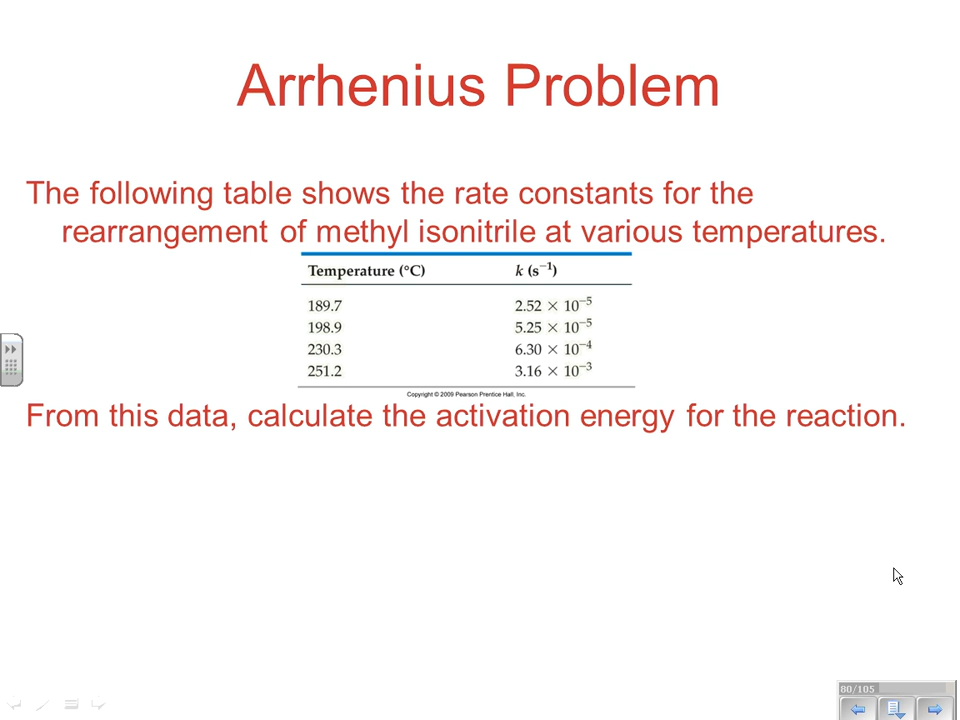 Arrhenius Problem
The following table shows the rate constants for the
rearrangement of methyl isonitrile at various temperatures.
Temperature (°C) k (s⁻¹)
189.7 2.52 × 10⁻⁵
198.9 5.25 × 10⁻⁵
230.3 6.30 × 10⁻⁴
251.2 3.16 × 10⁻³
Copyright © 2009 Pearson Prentice Hall, Inc.
From this data, calculate the activation energy for the reaction.
80/105